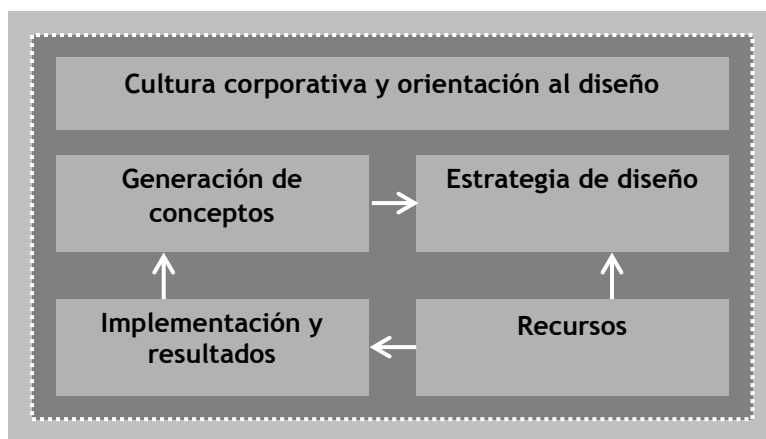 Cultura corporativa y orientación al diseño
Generación de
conceptos
Estrategia de diseño
Implementación y
resultados
Recursos